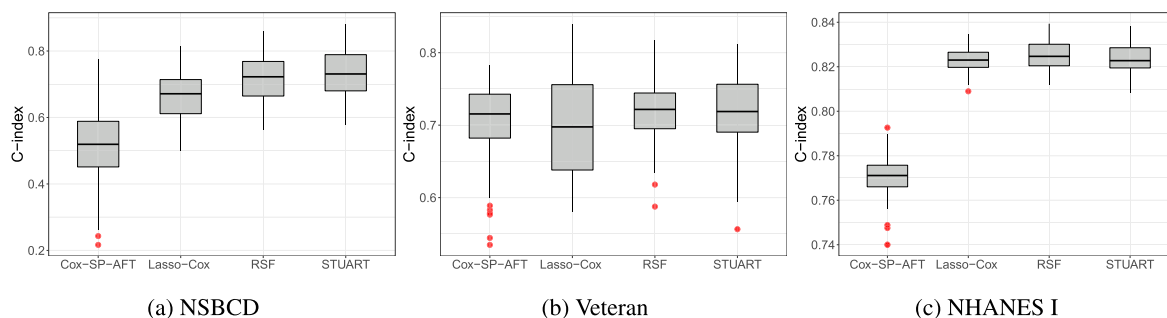 C-index
0.8
0.6
0.4
0.2
Cox-SP-AFT Lasso-Cox RSF STUART
(a) NSBCD
C-index
0.8
0.7
0.6
Cox-SP-AFT Lasso-Cox RSF STUART
(b) Veteran
C-index
0.84
0.82
0.80
0.78
0.76
0.74
Cox-SP-AFT Lasso-Cox RSF STUART
(c) NHANES I